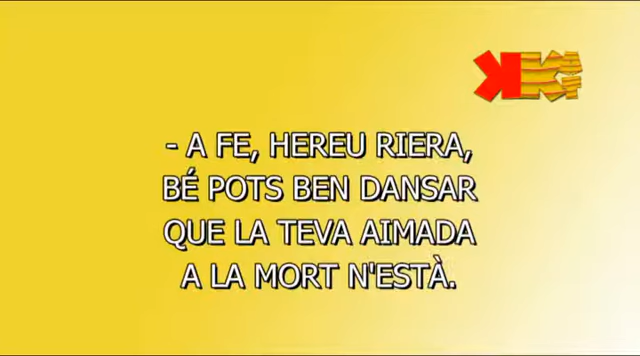 - A FE, HEREU RIERA,
BÉ POTS BEN DANSAR
QUE LA TEVA AIMADA
A LA MORT N'ESTÀ.